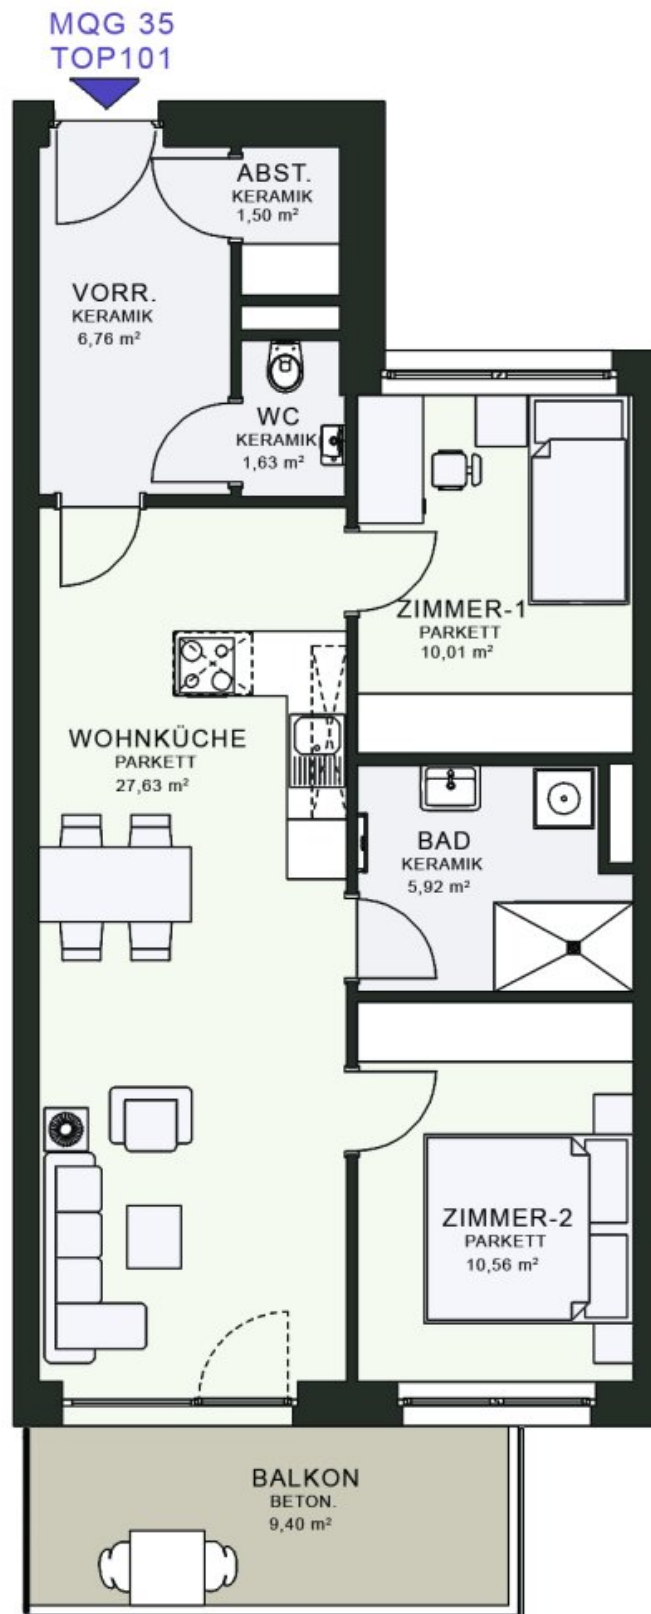 MQG 35
TOP101
ABST.
KERAMIK
1,50 m²
VORR.
KERAMIK
6,76 m²
WC
KERAMIK
1,63 m²
ZIMMER-1
PARKETT
10,01 m²
WOHNKÜCHE
PARKETT
27,63 m²
BAD
KERAMIK
5,92 m²
ZIMMER-2
PARKETT
10,56 m²
BALKON
BETON.
9,40 m²